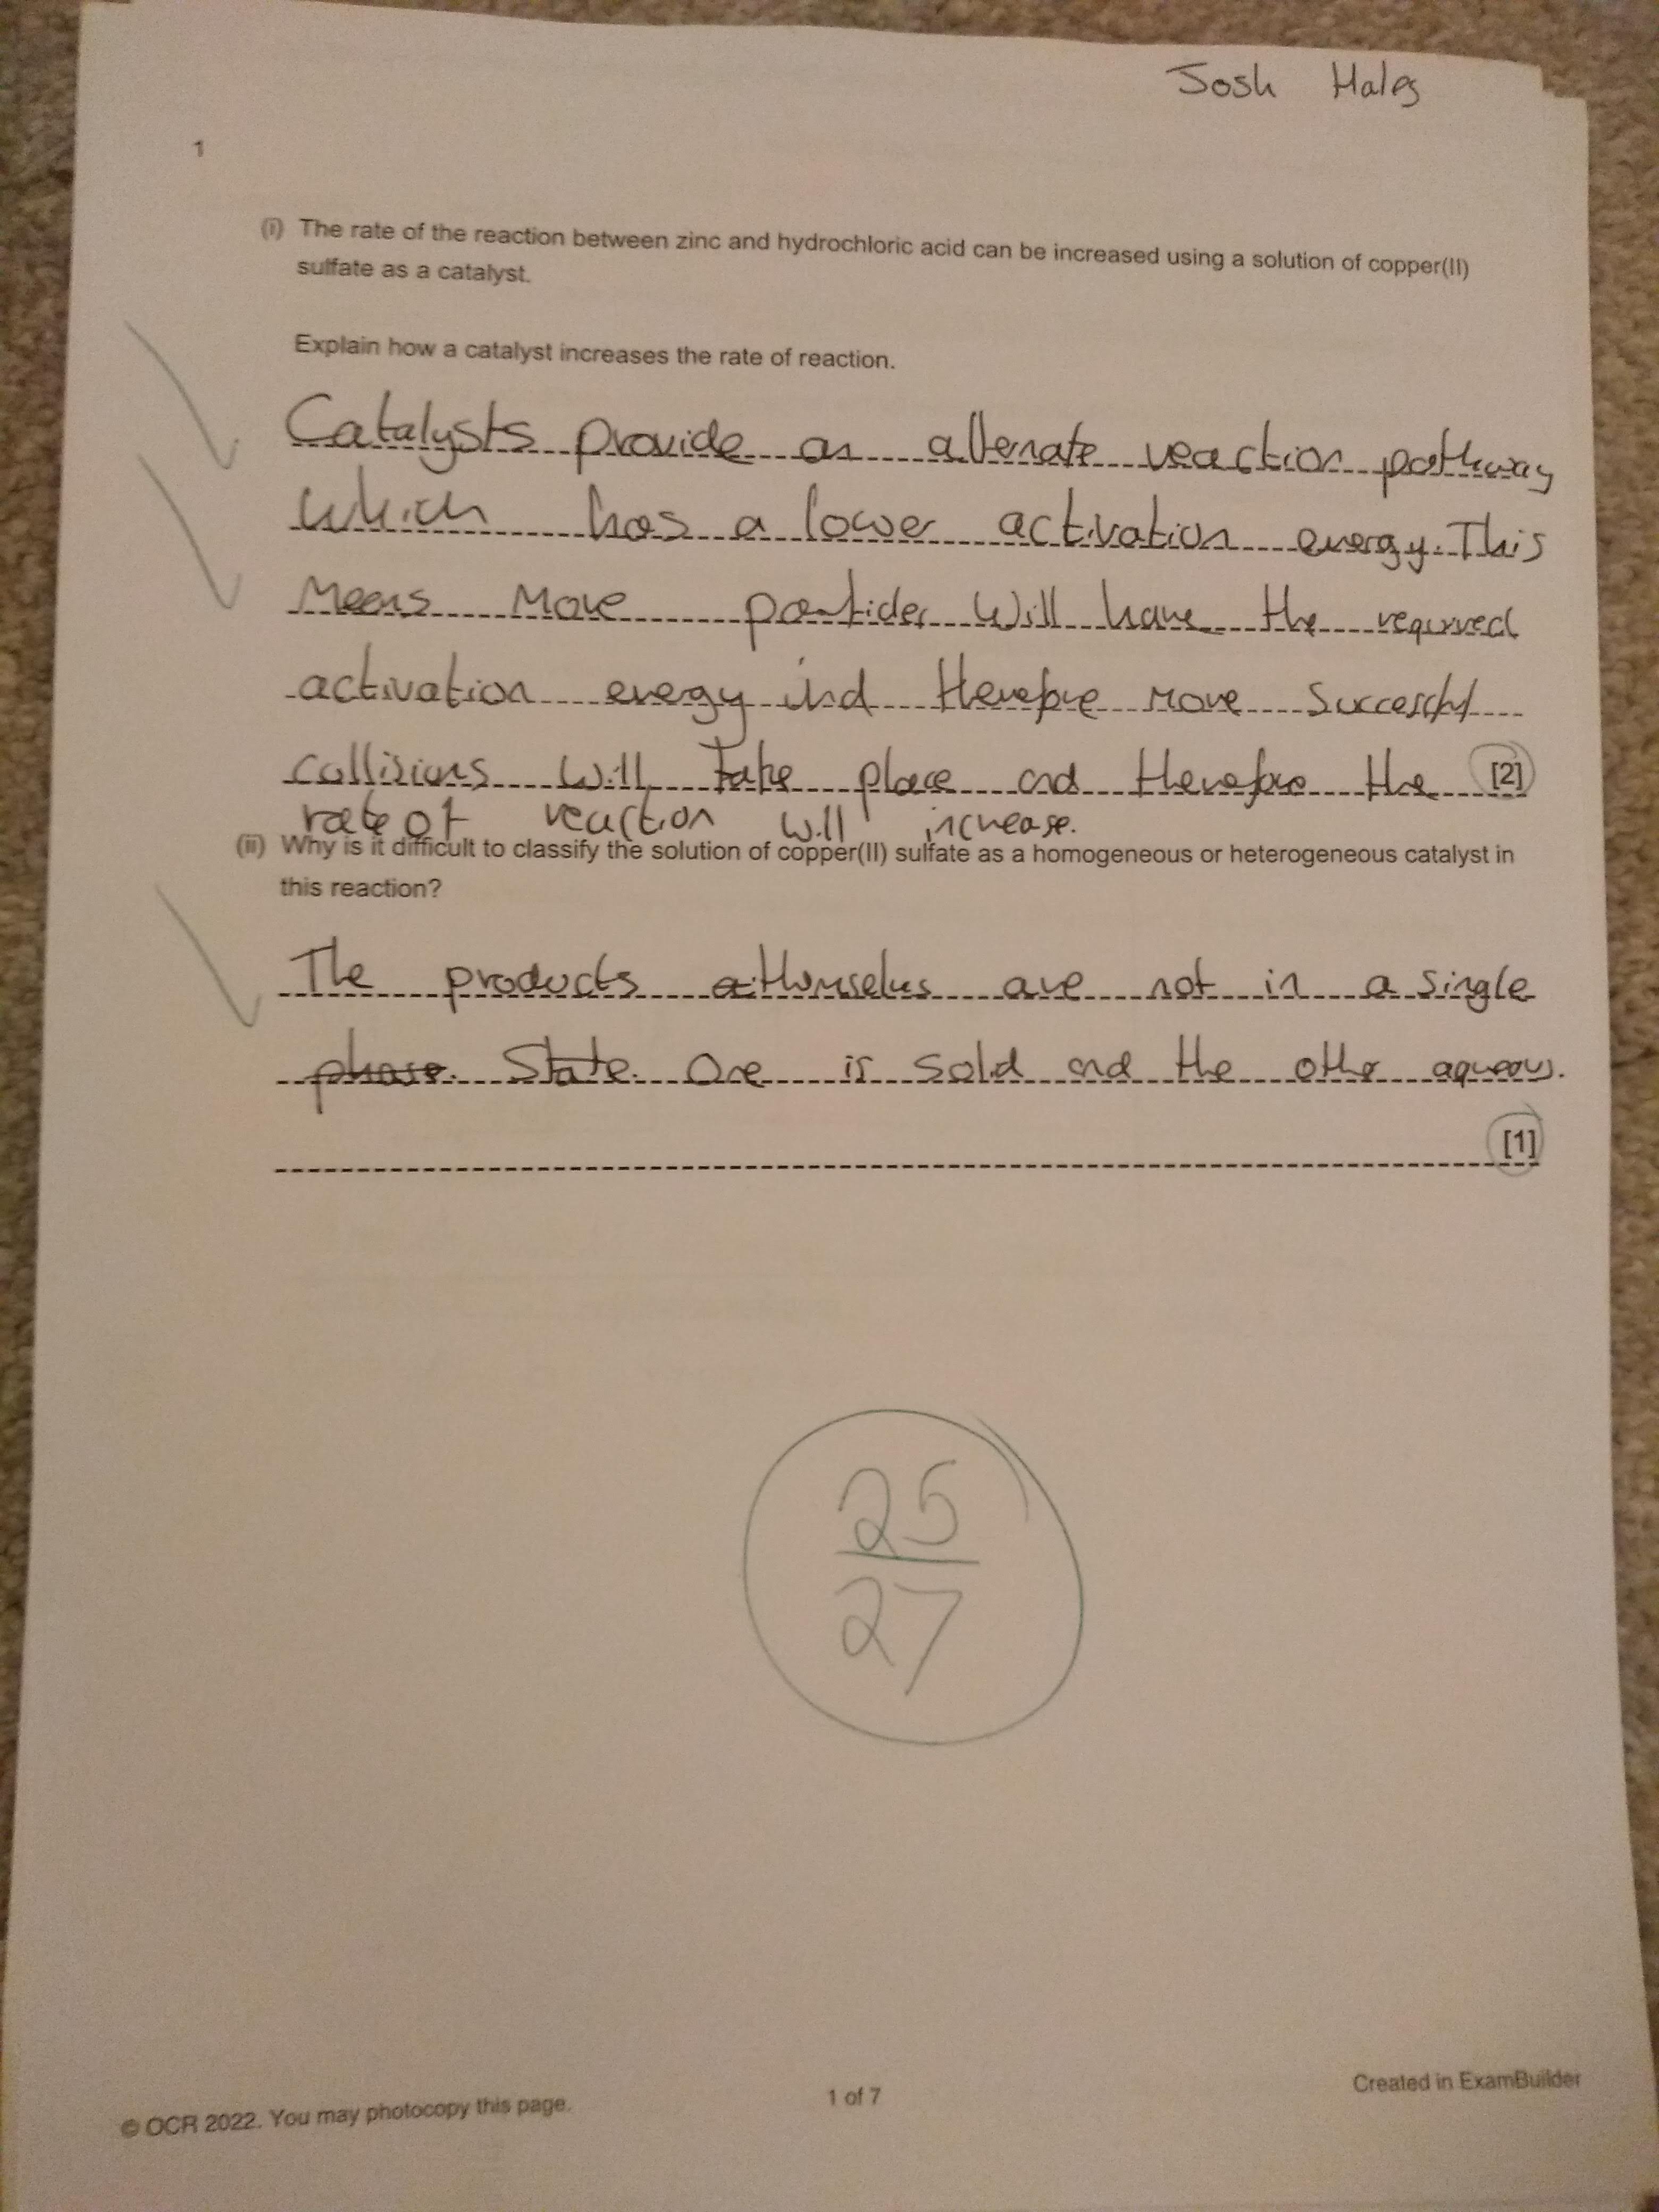 Josh Hales
1
(i) The rate of the reaction between zinc and hydrochloric acid can be increased using a solution of copper(II)
sulfate as a catalyst.
Explain how a catalyst increases the rate of reaction.
Catalysts provide an alternate reaction pathway
which has a lower activation energy. This
means more particles will have the required
activation energy and therefore more successful
collisions will take place and therefore the [2]
rate of reaction will increase.
(ii) Why is it difficult to classify the solution of copper(II) sulfate as a homogeneous or heterogeneous catalyst in
this reaction?
The products themselves are not in a single
phase. State. One is solid and the other aqueous.
[1]
25
27
© OCR 2022. You may photocopy this page.
1 of 7
Created in ExamBuilder